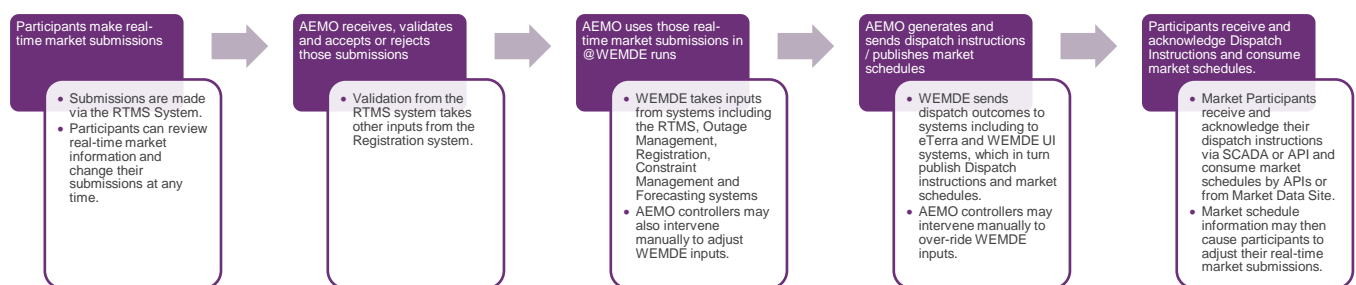 Participants make real-
time market submissions
• Submissions are made
via the RTMS System.
• Participants can review
real-time market
information and
change their
submissions at any
time.
AEMO receives, validates
and accepts or rejects
those submissions
• Validation from the
RTMS system takes
other inputs from the
Registration system.
AEMO uses those real-
time market submissions in
@WEMDE runs
• WEMDE takes inputs
from systems including
the RTMS, Outage
Management,
Registration,
Constraint
Management and
Forecasting systems
• AEMO controllers may
also intervene
manually to adjust
WEMDE inputs.
AEMO generates and
sends dispatch instructions
/ publishes market
schedules
• WEMDE sends
dispatch outcomes to
systems including to
eTerra and WEMDE UI
systems, which in turn
publish Dispatch
instructions and market
schedules.
• AEMO controllers may
intervene manually to
over-ride WEMDE
inputs.
Participants receive and
acknowledge Dispatch
Instructions and consume
market schedules.
• Market Participants
receive and
acknowledge their
dispatch instructions
via SCADA or API and
consume market
schedules by APIs or
from Market Data Site.
• Market schedule
information may then
cause participants to
adjust their real-time
market submissions.